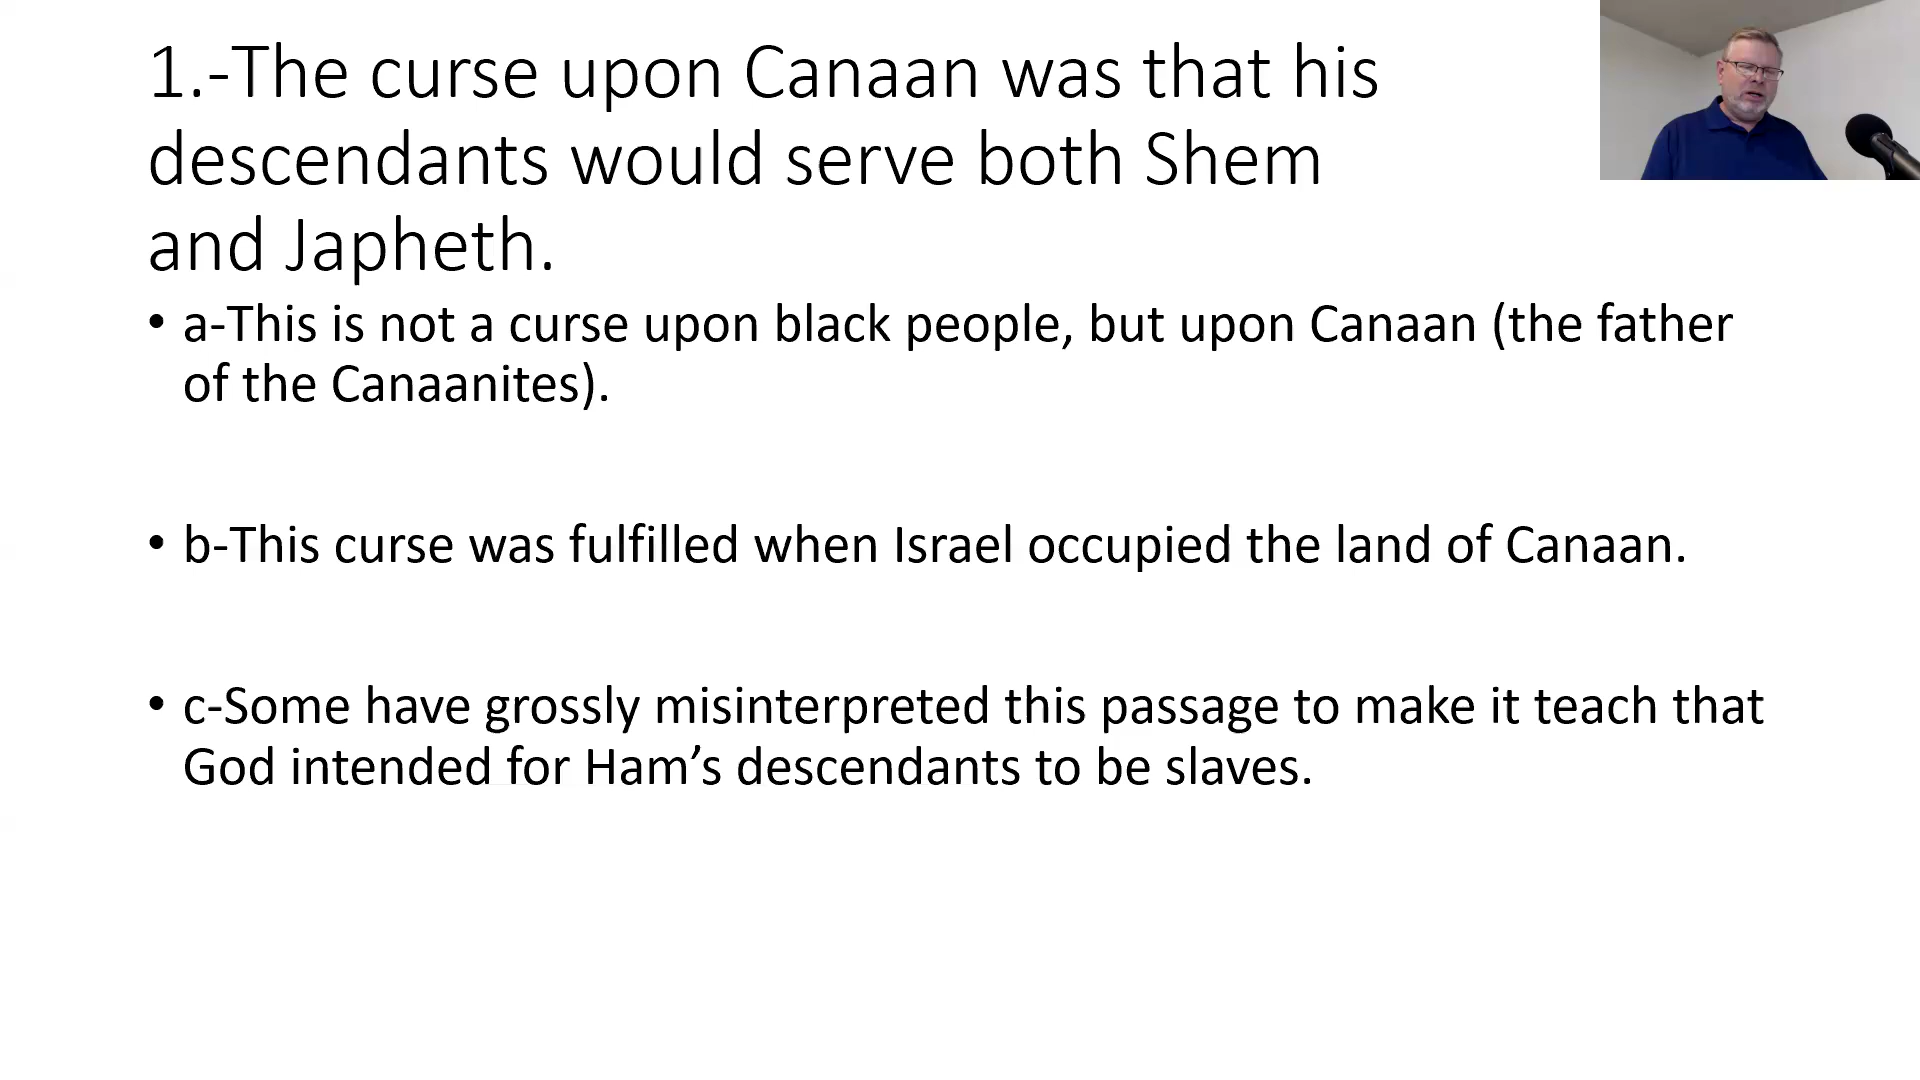 1.-The curse upon Canaan was that his
descendants would serve both Shem
and Japheth.
• a-This is not a curse upon black people, but upon Canaan (the father
of the Canaanites).
• b-This curse was fulfilled when Israel occupied the land of Canaan.
• c-Some have grossly misinterpreted this passage to make it teach that
God intended for Ham’s descendants to be slaves.